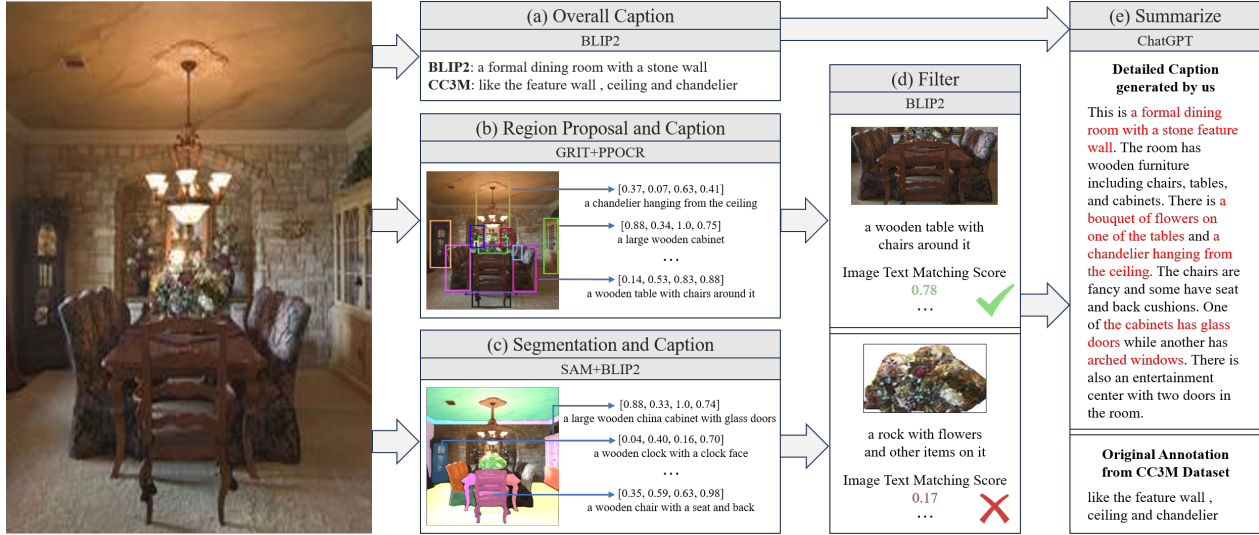 (a) Overall Caption
BLIP2
BLIP2: a formal dining room with a stone wall
CC3M: like the feature wall , ceiling and chandelier
(b) Region Proposal and Caption
GRIT+PPOCR
[0.37, 0.07, 0.63, 0.41]
a chandelier hanging from the ceiling
[0.88, 0.34, 1.0, 0.75]
a large wooden cabinet
...
[0.14, 0.53, 0.83, 0.88]
a wooden table with chairs around it
(c) Segmentation and Caption
SAM+BLIP2
[0.88, 0.33, 1.0, 0.74]
a large wooden china cabinet with glass doors
[0.04, 0.40, 0.16, 0.70]
a wooden clock with a clock face
...
[0.35, 0.59, 0.63, 0.98]
a wooden chair with a seat and back
(d) Filter
BLIP2
a wooden table with
chairs around it
Image Text Matching Score
0.78
...
a rock with flowers
and other items on it
Image Text Matching Score
0.17
...
(e) Summarize
ChatGPT
Detailed Caption
generated by us
This is a formal dining
room with a stone feature
wall. The room has
wooden furniture
including chairs, tables,
and cabinets. There is a
bouquet of flowers on
one of the tables and a
chandelier hanging from
the ceiling. The chairs are
fancy and some have seat
and back cushions. One
of the cabinets has glass
doors while another has
arched windows. There is
also an entertainment
center with two doors in
the room.
Original Annotation
from CC3M Dataset
like the feature wall ,
ceiling and chandelier